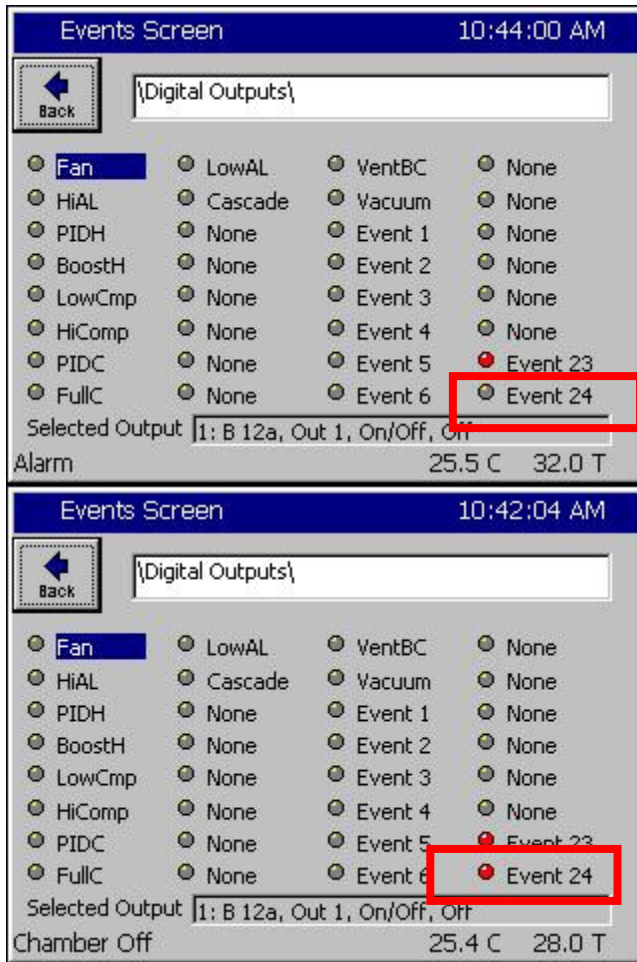 Events Screen 10:44:00 AM
Back \Digital Outputs\
Fan LowAL VentBC None
HiAL Cascade Vacuum None
PIDH None Event 1 None
BoostH None Event 2 None
LowCmp None Event 3 None
HiComp None Event 4 None
PIDC None Event 5 Event 23
FullC None Event 6 Event 24
Selected Output 1: B 12a, Out 1, On/Off, Off
Alarm 25.5 C 32.0 T
Events Screen 10:42:04 AM
Back \Digital Outputs\
Fan LowAL VentBC None
HiAL Cascade Vacuum None
PIDH None Event 1 None
BoostH None Event 2 None
LowCmp None Event 3 None
HiComp None Event 4 None
PIDC None Event 5 Event 23
FullC None Event 6 Event 24
Selected Output 1: B 12a, Out 1, On/Off, Off
Chamber Off 25.4 C 28.0 T